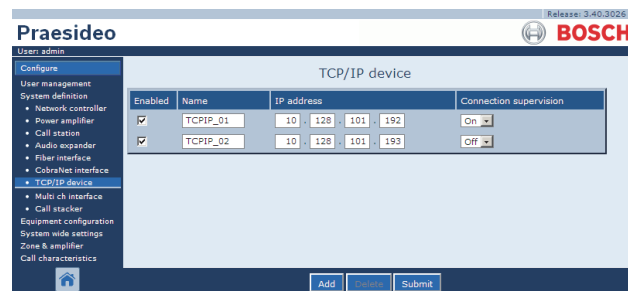 Release: 3.40.3026
Praesideo
BOSCH
User: admin
Configure
User management
System definition
• Network controller
• Power amplifier
• Call station
• Audio expander
• Fiber interface
• CobraNet interface
• TCP/IP device
• Multi ch interface
• Call stacker
Equipment configuration
System wide settings
Zone & amplifier
Call characteristics
TCP/IP device
Enabled Name IP address Connection supervision
TCPIP_01 10 . 128 . 101 . 192 On
TCPIP_02 10 . 128 . 101 . 193 Off
Add Delete Submit